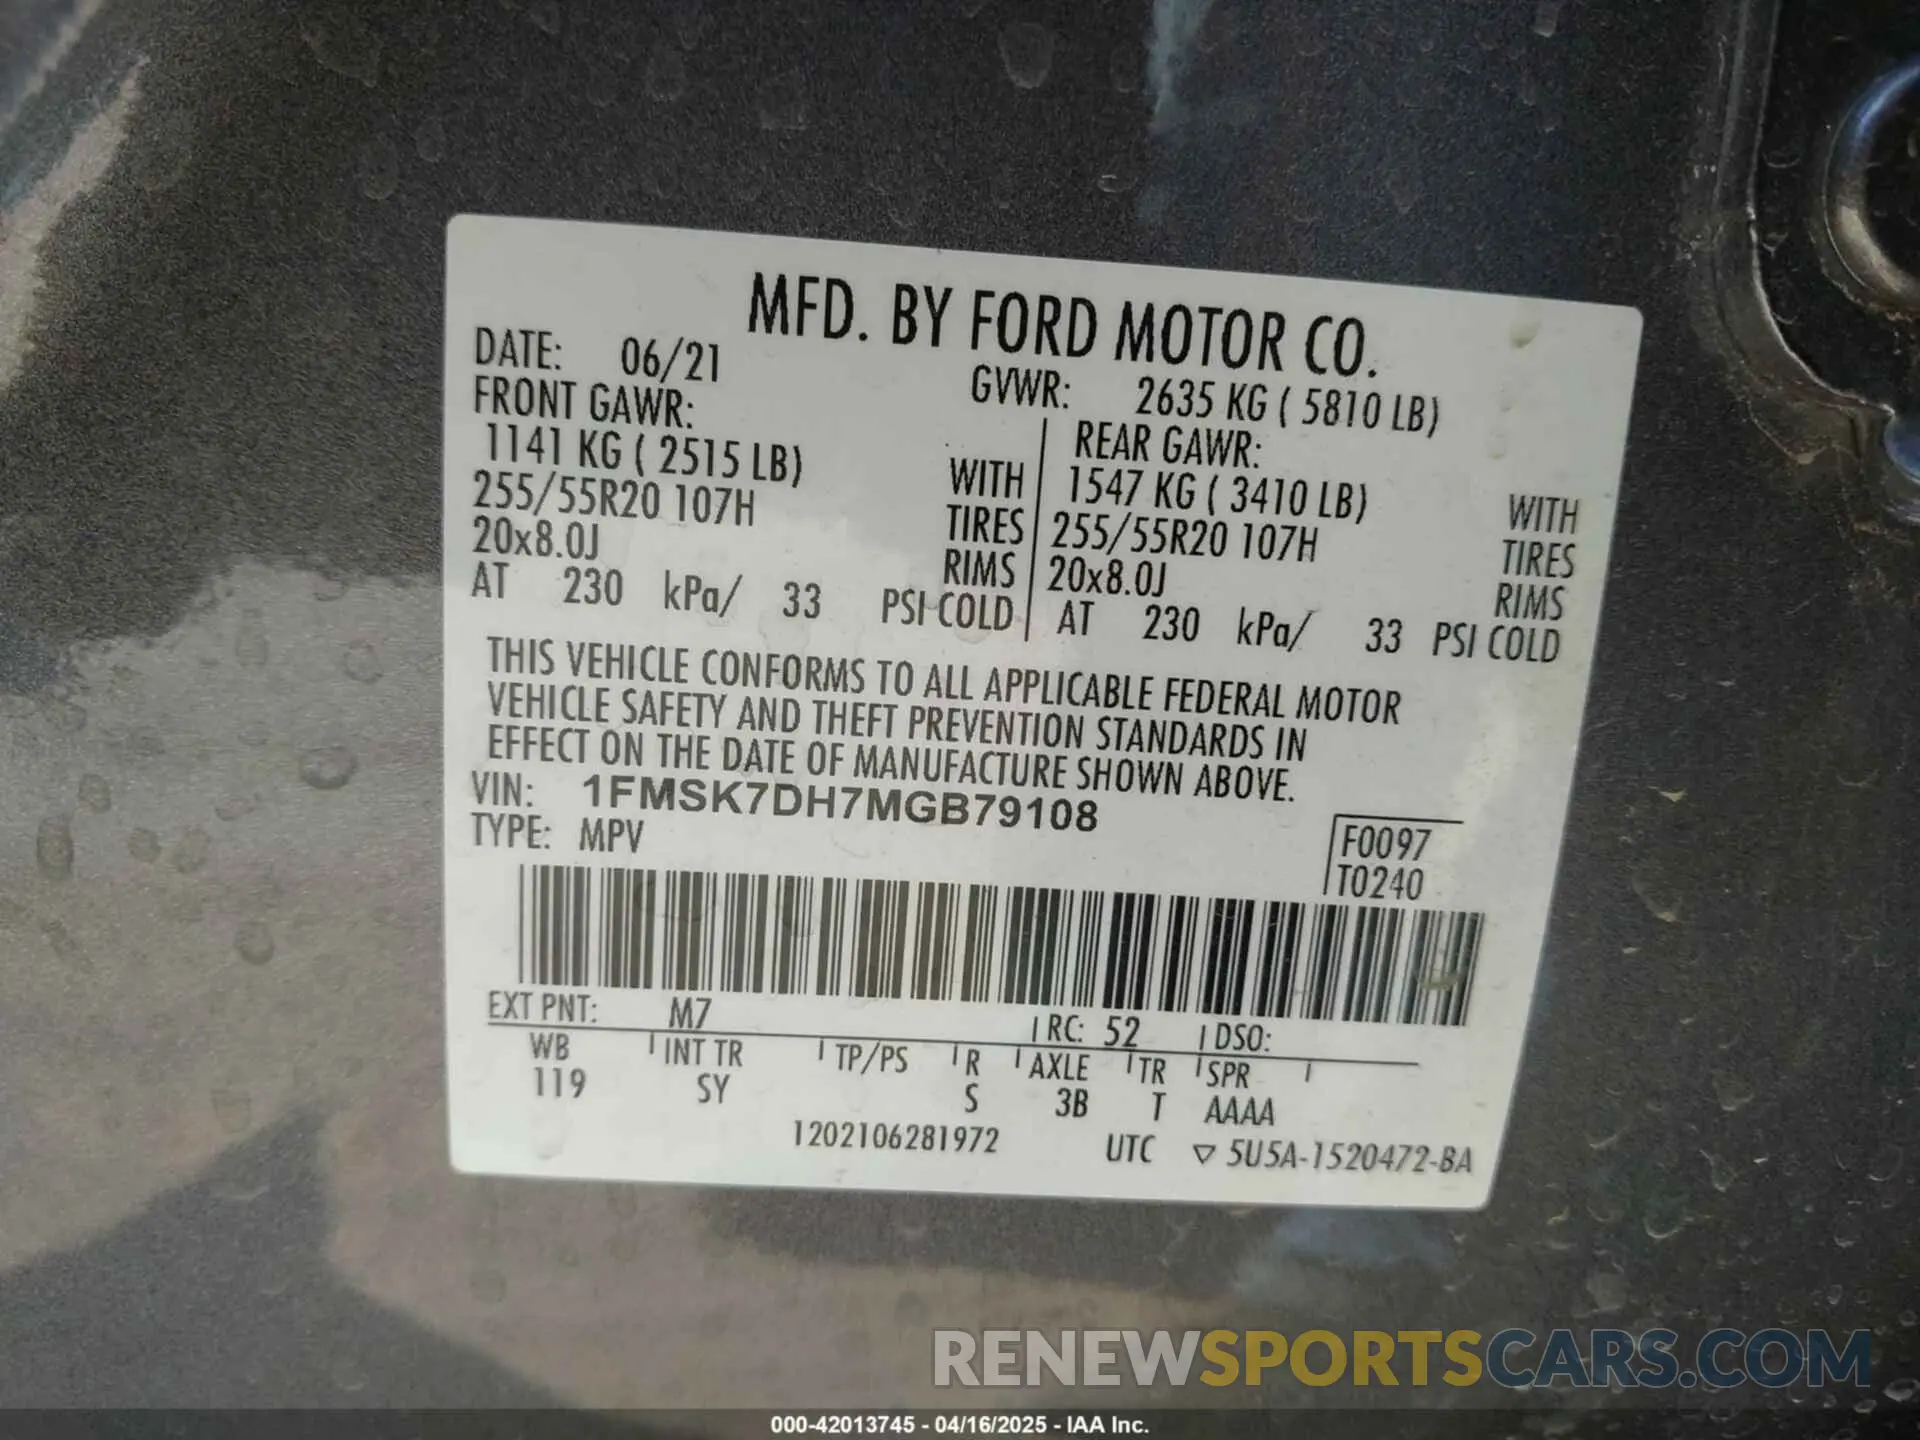 MFD. BY FORD MOTOR CO.
DATE: 06/21 GVWR: 2635 KG ( 5810 LB)
FRONT GAWR: REAR GAWR:
1141 KG ( 2515 LB) WITH 1547 KG ( 3410 LB) WITH
255/55R20 107H TIRES 255/55R20 107H TIRES
20x8.0J RIMS 20x8.0J RIMS
AT 230 kPa/ 33 PSI COLD AT 230 kPa/ 33 PSI COLD
THIS VEHICLE CONFORMS TO ALL APPLICABLE FEDERAL MOTOR
VEHICLE SAFETY AND THEFT PREVENTION STANDARDS IN
EFFECT ON THE DATE OF MANUFACTURE SHOWN ABOVE.
VIN: 1FMSK7DH7MGB79108
TYPE: MPV
F0097
T0240
EXT PNT: M7 RC: 52 DSO:
WB INT TR TP/PS R AXLE TR SPR
119 SY S 3B T AAAA
1202106281972 UTC ▽ 5U5A-1520472-BA
RENEWSPORTSCARS.COM
000-42013745 - 04/16/2025 - IAA Inc.